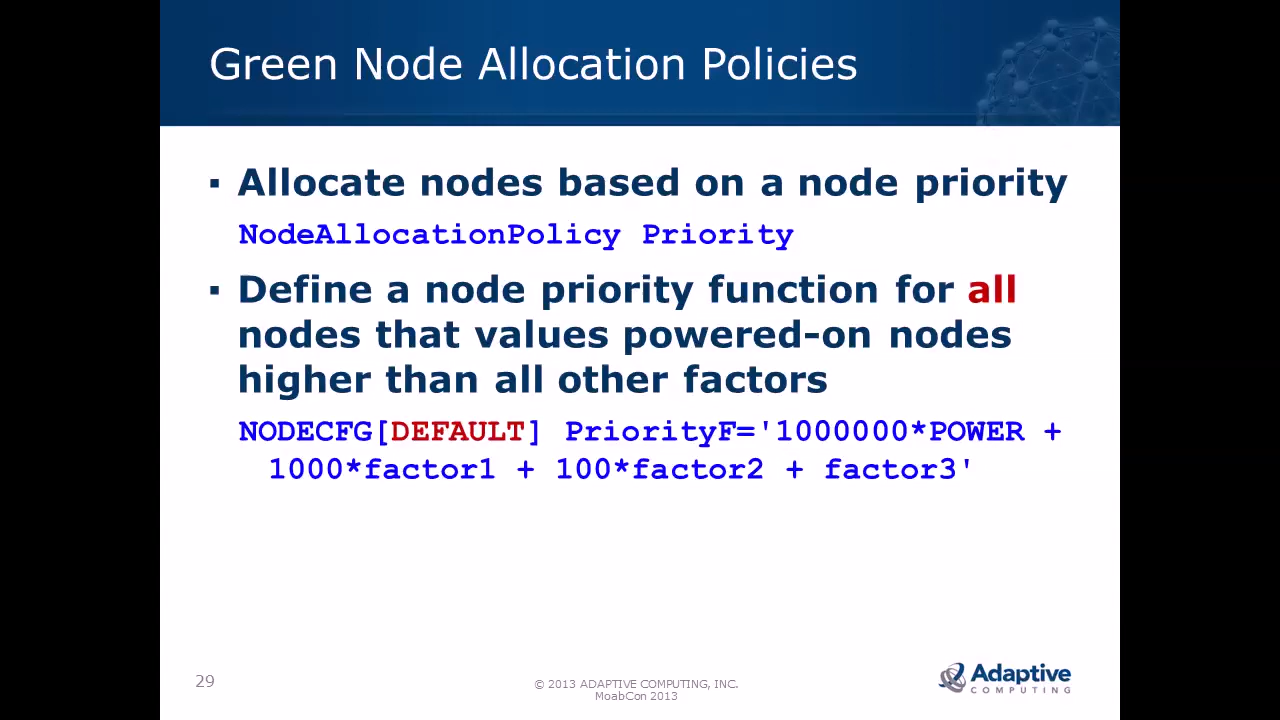 Green Node Allocation Policies
▪ Allocate nodes based on a node priority
NodeAllocationPolicy Priority
▪ Define a node priority function for all
nodes that values powered-on nodes
higher than all other factors
NODECFG[DEFAULT] PriorityF='1000000*POWER +
1000*factor1 + 100*factor2 + factor3'
29
© 2013 ADAPTIVE COMPUTING, INC.
MoabCon 2013
Adaptive
COMPUTING